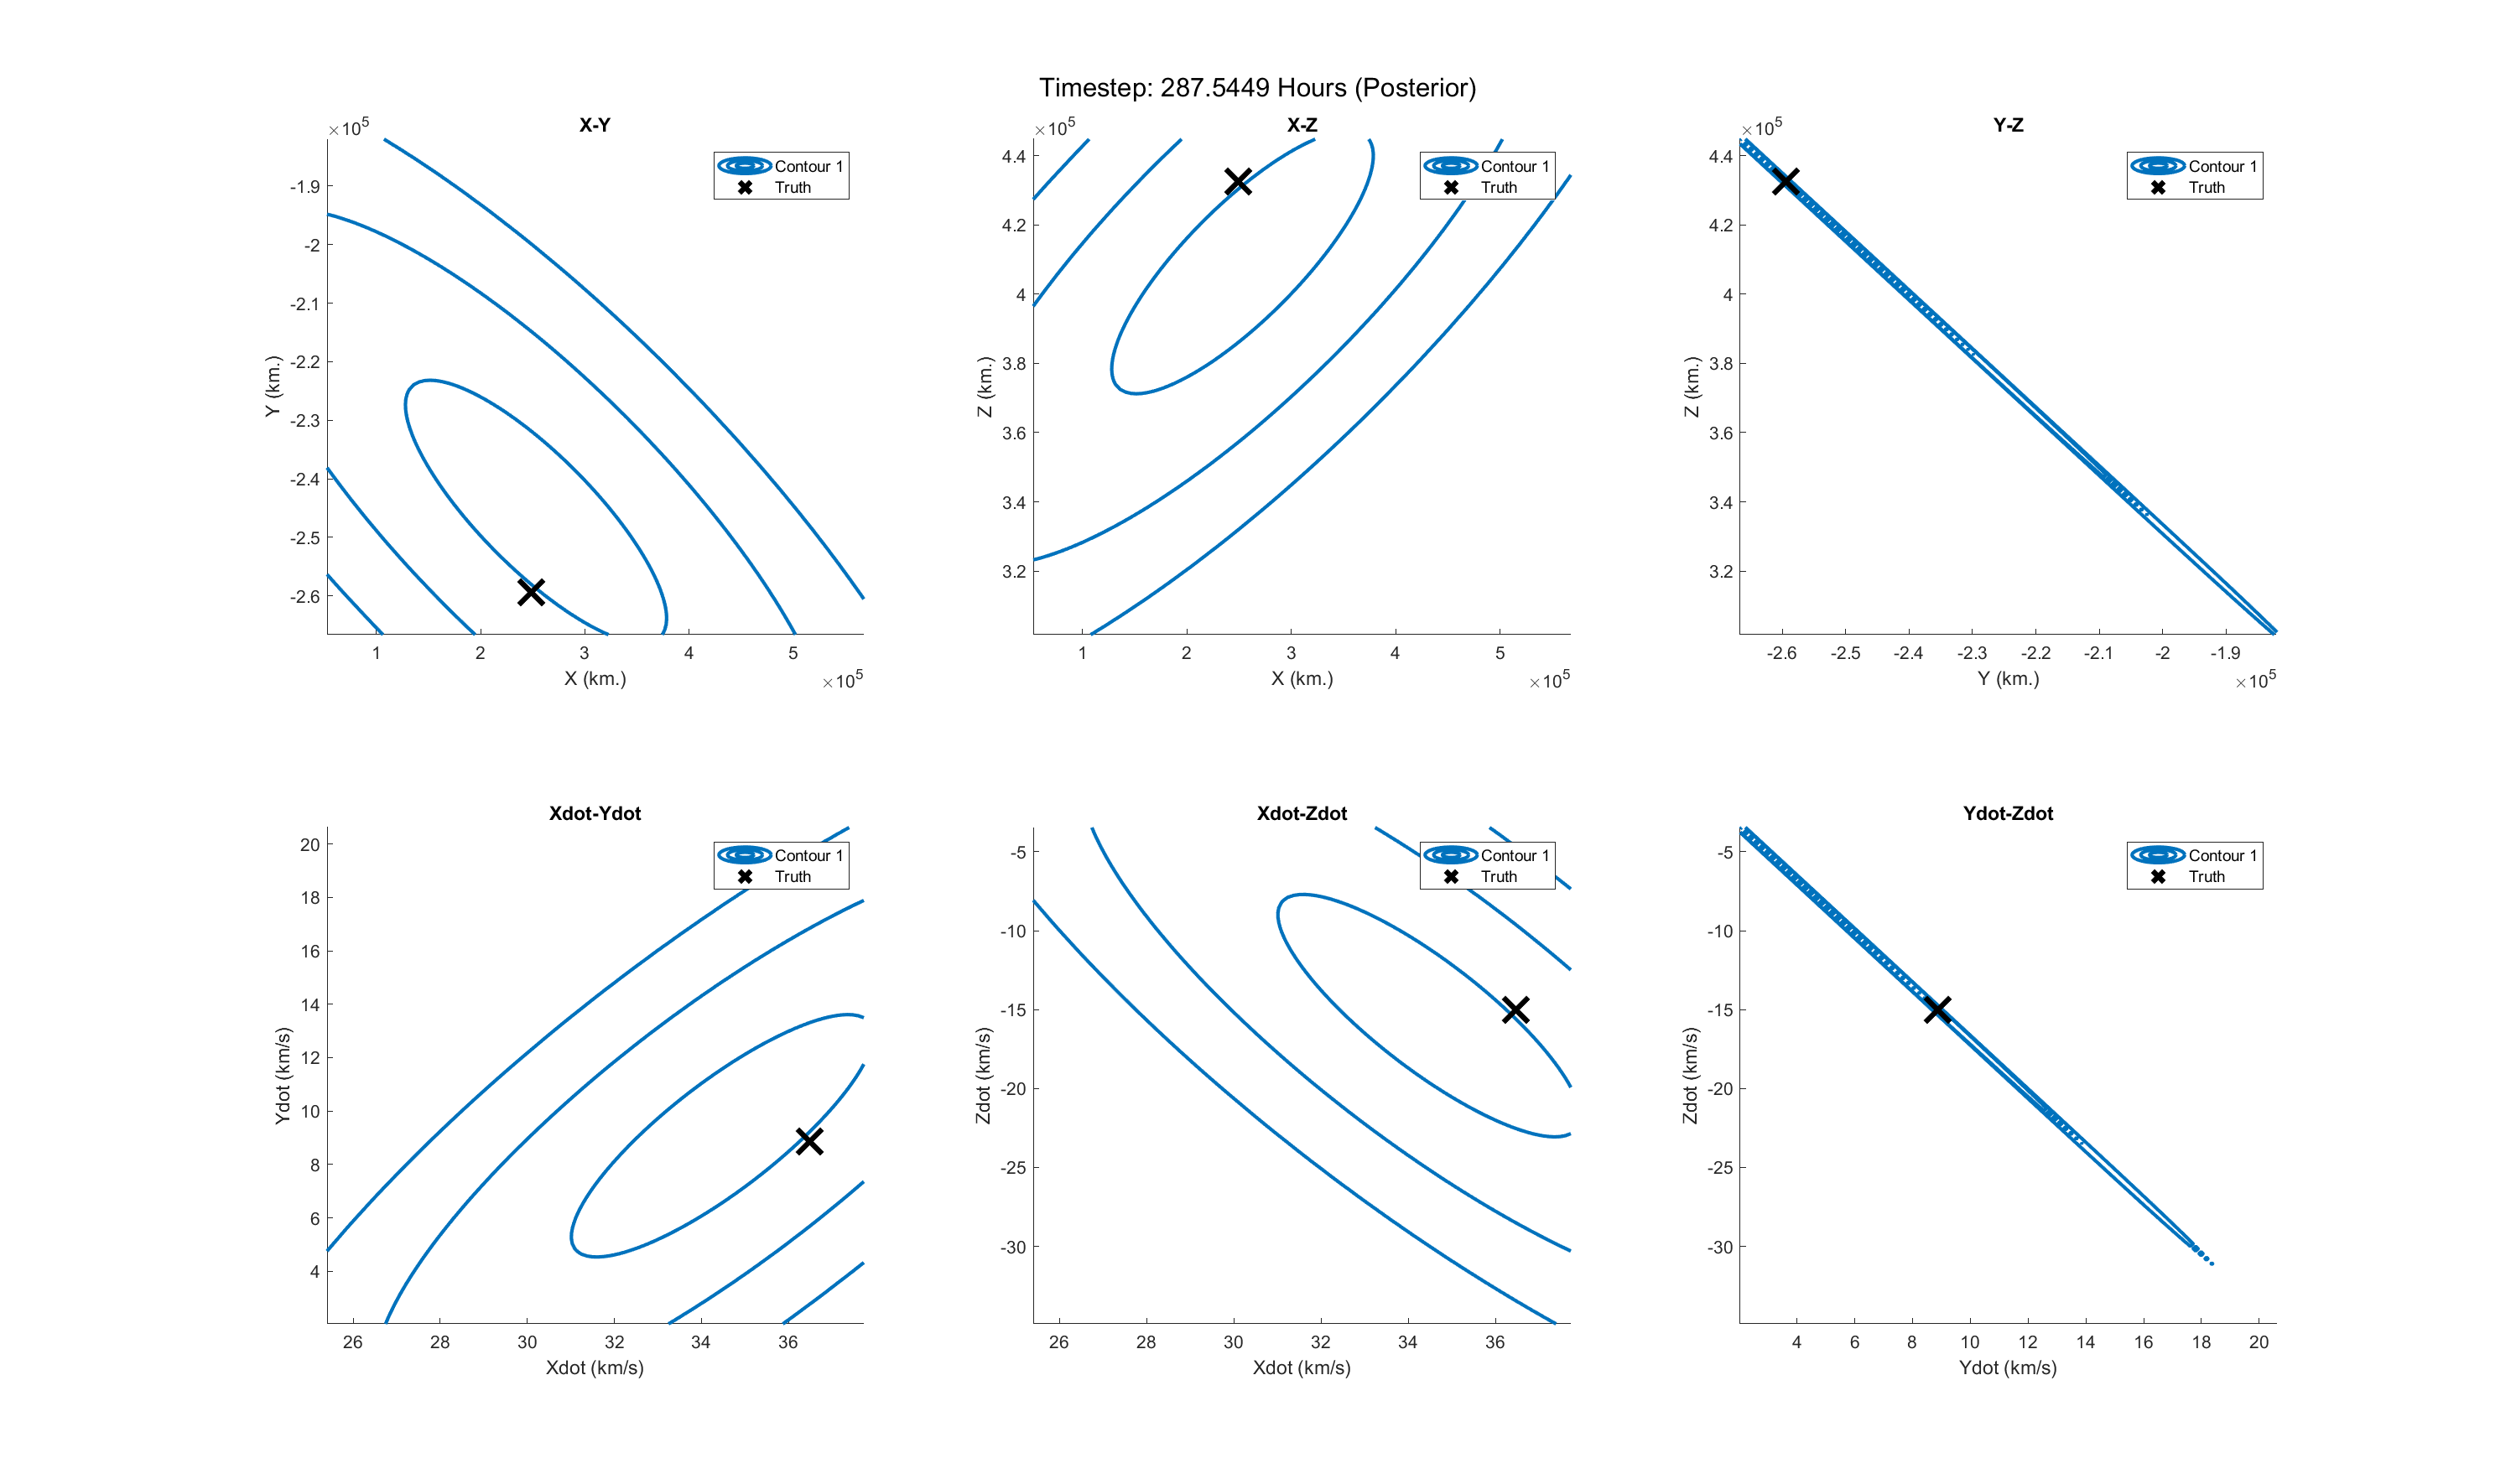 Timestep: 287.5449 Hours (Posterior)
X-Y
×10^5
-1.9
-2
-2.1
-2.2
-2.3
-2.4
-2.5
-2.6
Y (km.)
1 2 3 4 5
X (km.)
×10^5
Contour 1
Truth
X-Z
×10^5
4.4
4.2
4
3.8
3.6
3.4
3.2
Z (km.)
1 2 3 4 5
X (km.)
×10^5
Contour 1
Truth
Y-Z
×10^5
4.4
4.2
4
3.8
3.6
3.4
3.2
Z (km.)
-2.6 -2.5 -2.4 -2.3 -2.2 -2.1 -2 -1.9
Y (km.)
×10^5
Contour 1
Truth
Xdot-Ydot
20
18
16
14
12
10
8
6
4
Ydot (km/s)
26 28 30 32 34 36
Xdot (km/s)
Contour 1
Truth
Xdot-Zdot
-5
-10
-15
-20
-25
-30
Zdot (km/s)
26 28 30 32 34 36
Xdot (km/s)
Contour 1
Truth
Ydot-Zdot
-5
-10
-15
-20
-25
-30
Zdot (km/s)
4 6 8 10 12 14 16 18 20
Ydot (km/s)
Contour 1
Truth